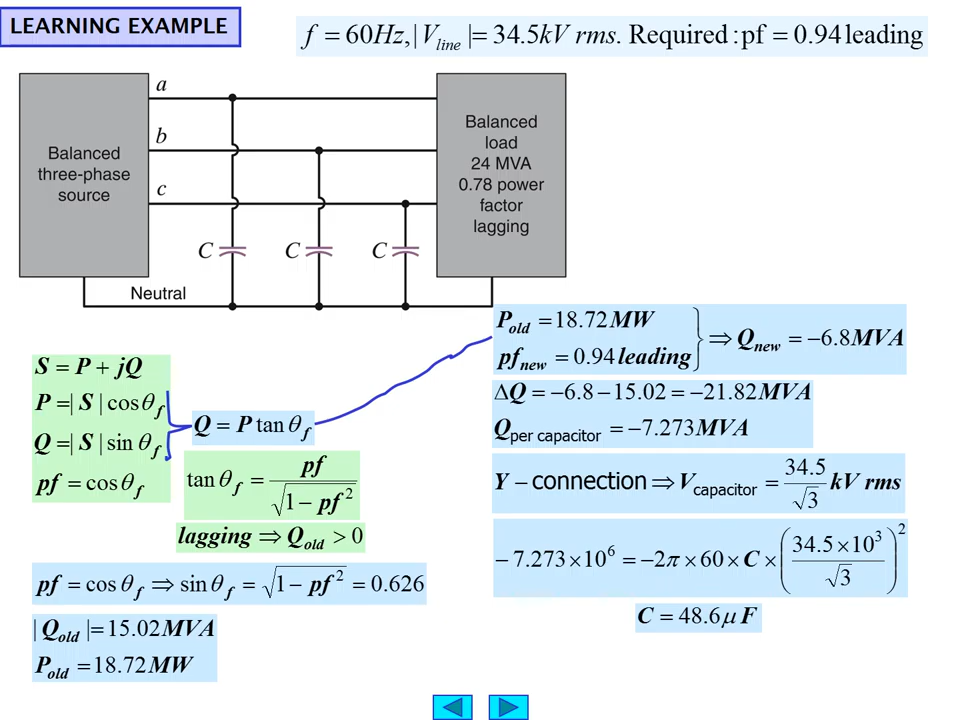 LEARNING EXAMPLE
f = 60Hz, | V_line |= 34.5kV rms. Required : pf = 0.94 leading
a
b
c
Balanced
three-phase
source
Balanced
load
24 MVA
0.78 power
factor
lagging
C C C
Neutral
S = P + jQ
P =| S | cos θ_f
Q =| S | sin θ_f
pf = cos θ_f
Q = P tan θ_f
tan θ_f = pf / √(1 − pf²)
lagging ⇒ Q_old > 0
pf = cos θ_f ⇒ sin θ_f = √(1 − pf²) = 0.626
| Q_old |= 15.02 MVA
P_old = 18.72 MW
P_old = 18.72 MW
pf_new = 0.94 leading
} ⇒ Q_new = −6.8 MVA
ΔQ = −6.8 − 15.02 = −21.82 MVA
Q_per capacitor = −7.273 MVA
Y − connection ⇒ V_capacitor = 34.5 / √3 kV rms
− 7.273 × 10⁶ = −2π × 60 × C × (34.5 × 10³ / √3)²
C = 48.6 μ F